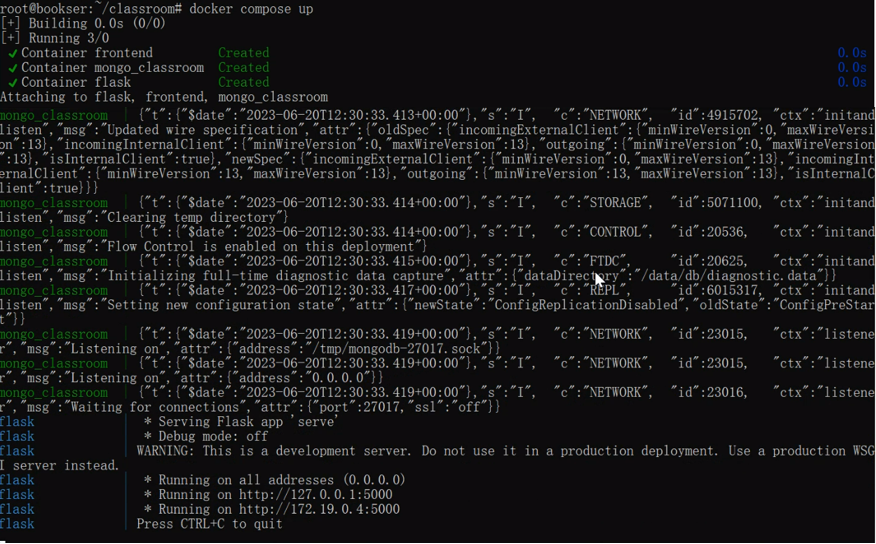 root@bookser:~/classroom# docker compose up
[+] Building 0.0s (0/0)
[+] Running 3/0
✔ Container frontend Created 0.0s
✔ Container mongo_classroom Created 0.0s
✔ Container flask Created 0.0s
Attaching to flask, frontend, mongo_classroom
mongo_classroom | {"t":{"$date":"2023-06-20T12:30:33.413+00:00"},"s":"I", "c":"NETWORK", "id":4915702, "ctx":"initand
listen","msg":"Updated wire specification","attr":{"oldSpec":{"incomingExternalClient":{"minWireVersion":0,"maxWireVersi
on":13},"incomingInternalClient":{"minWireVersion":0,"maxWireVersion":13},"outgoing":{"minWireVersion":0,"maxWireVersion
":13},"isInternalClient":true},"newSpec":{"incomingExternalClient":{"minWireVersion":0,"maxWireVersion":13},"incomingInt
ernalClient":{"minWireVersion":13,"maxWireVersion":13},"outgoing":{"minWireVersion":13,"maxWireVersion":13},"isInternalC
lient":true}}}
mongo_classroom | {"t":{"$date":"2023-06-20T12:30:33.414+00:00"},"s":"I", "c":"STORAGE", "id":5071100, "ctx":"initand
listen","msg":"Clearing temp directory"}
mongo_classroom | {"t":{"$date":"2023-06-20T12:30:33.414+00:00"},"s":"I", "c":"CONTROL", "id":20536, "ctx":"initand
listen","msg":"Flow Control is enabled on this deployment"}
mongo_classroom | {"t":{"$date":"2023-06-20T12:30:33.415+00:00"},"s":"I", "c":"FTDC", "id":20625, "ctx":"initand
listen","msg":"Initializing full-time diagnostic data capture","attr":{"dataDirectory":"/data/db/diagnostic.data"}}
mongo_classroom | {"t":{"$date":"2023-06-20T12:30:33.417+00:00"},"s":"I", "c":"REPL", "id":6015317, "ctx":"initand
listen","msg":"Setting new configuration state","attr":{"newState":"ConfigReplicationDisabled","oldState":"ConfigPreStar
t"}}
mongo_classroom | {"t":{"$date":"2023-06-20T12:30:33.419+00:00"},"s":"I", "c":"NETWORK", "id":23015, "ctx":"listene
r","msg":"Listening on","attr":{"address":"/tmp/mongodb-27017.sock"}}
mongo_classroom | {"t":{"$date":"2023-06-20T12:30:33.419+00:00"},"s":"I", "c":"NETWORK", "id":23015, "ctx":"listene
r","msg":"Listening on","attr":{"address":"0.0.0.0"}}
mongo_classroom | {"t":{"$date":"2023-06-20T12:30:33.419+00:00"},"s":"I", "c":"NETWORK", "id":23016, "ctx":"listene
r","msg":"Waiting for connections","attr":{"port":27017,"ssl":"off"}}
flask | * Serving Flask app 'serve'
flask | * Debug mode: off
flask | WARNING: This is a development server. Do not use it in a production deployment. Use a production WSG
I server instead.
flask | * Running on all addresses (0.0.0.0)
flask | * Running on http://127.0.0.1:5000
flask | * Running on http://172.19.0.4:5000
flask | Press CTRL+C to quit